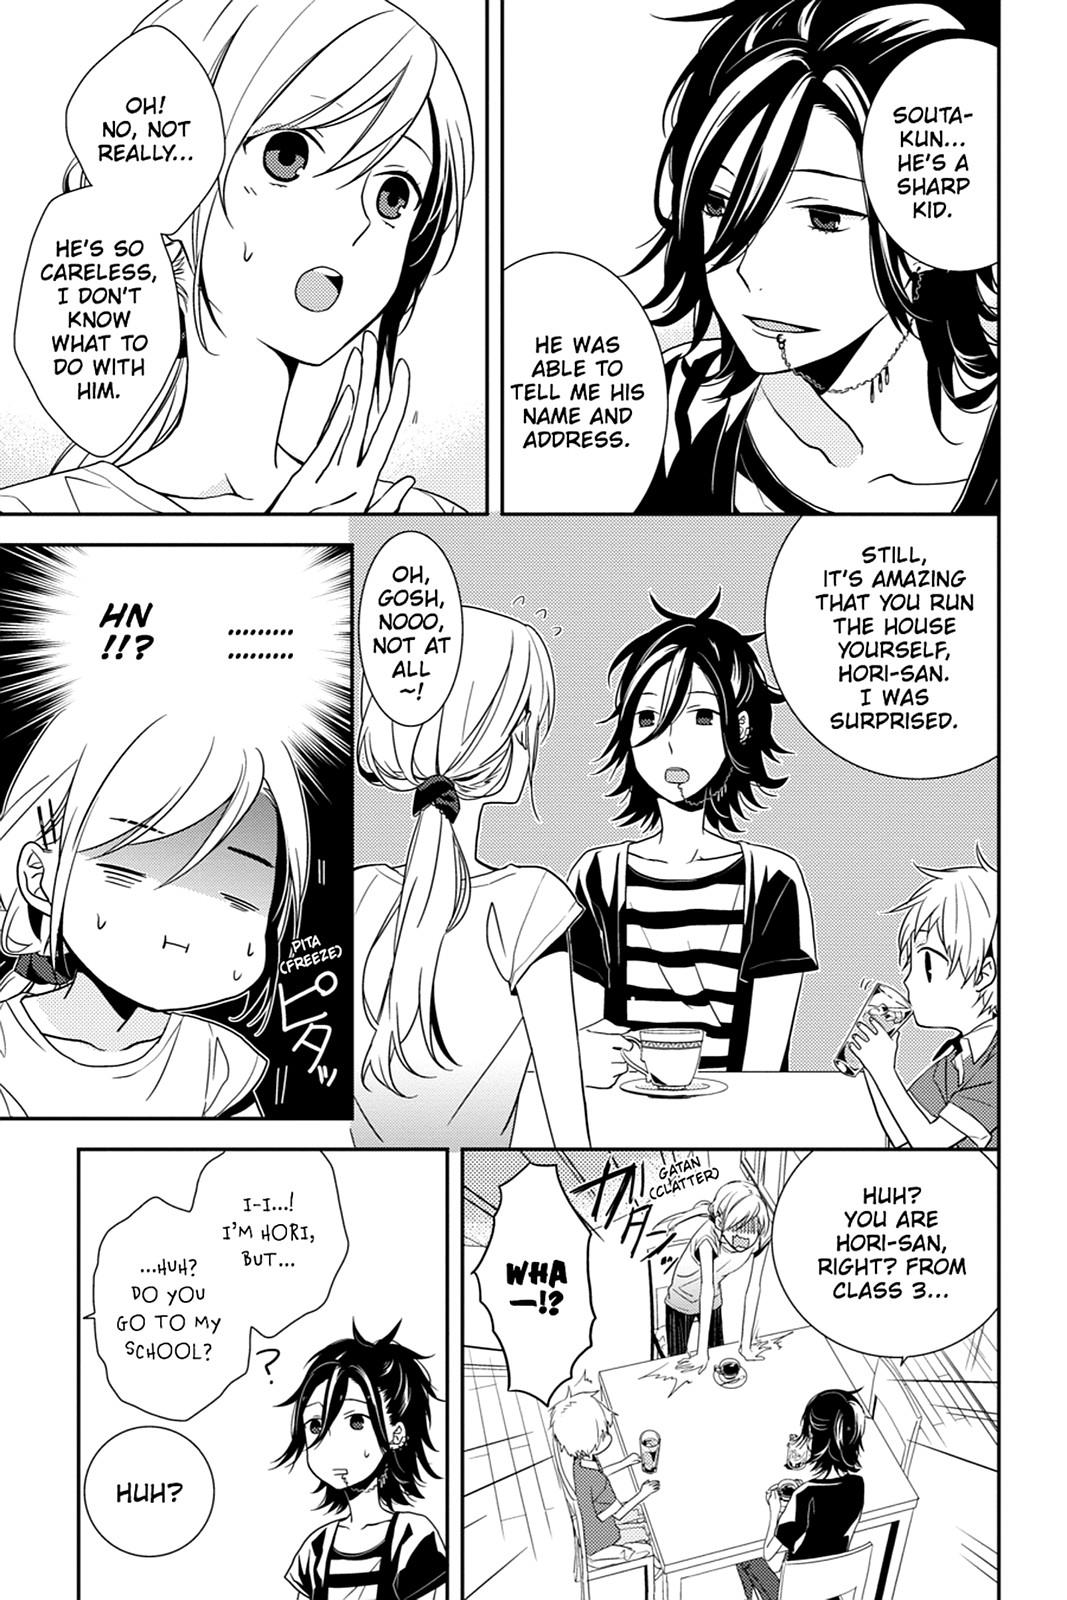 SOUTA-
KUN...
HE'S A
SHARP
KID.
HE WAS
ABLE TO
TELL ME HIS
NAME AND
ADDRESS.
OH!
NO, NOT
REALLY...
HE'S SO
CARELESS,
I DON'T
KNOW
WHAT TO
DO WITH
HIM.
STILL,
IT'S AMAZING
THAT YOU RUN
THE HOUSE
YOURSELF,
HORI-SAN.
I WAS
SURPRISED.
OH,
GOSH,
NOOO,
NOT AT
ALL
~!
.........
.........
HN
!!?
PITA
(FREEZE)
ピタッ
HUH?
YOU ARE
HORI-SAN,
RIGHT? FROM
CLASS 3...
GATAN
(CLATTER)
ガタン
WHA
—!?
I-I...!
I'M HORI,
BUT...
...HUH?
DO YOU
GO TO MY
SCHOOL?
?
HUH?